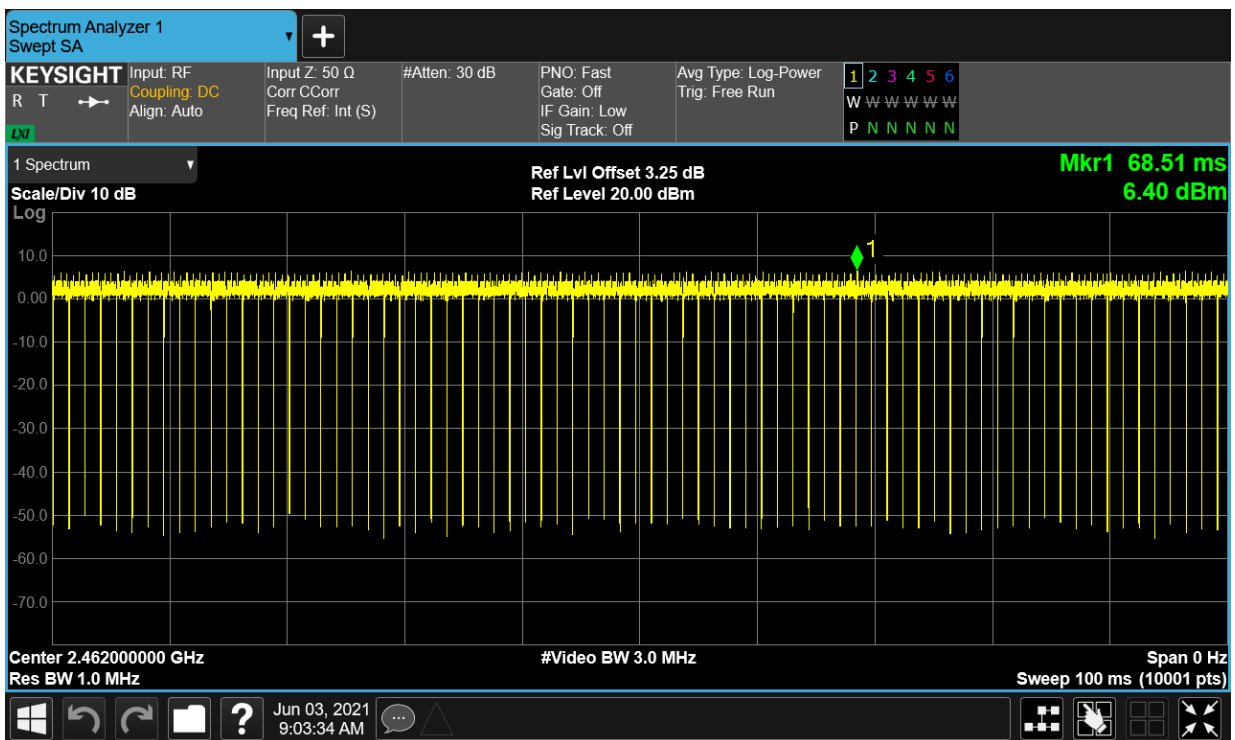 Spectrum Analyzer 1
Swept SA
KEYSIGHT
R T
LXI
Input: RF
Coupling: DC
Align: Auto
Input Z: 50 Ω
Corr CCorr
Freq Ref: Int (S)
#Atten: 30 dB
PNO: Fast
Gate: Off
IF Gain: Low
Sig Track: Off
Avg Type: Log-Power
Trig: Free Run
1 2 3 4 5 6
W W W W W W
P N N N N N
1 Spectrum
Scale/Div 10 dB
Ref Lvl Offset 3.25 dB
Ref Level 20.00 dBm
Mkr1 68.51 ms
6.40 dBm
Log
1
10.0
0.00
-10.0
-20.0
-30.0
-40.0
-50.0
-60.0
-70.0
Center 2.462000000 GHz
Res BW 1.0 MHz
#Video BW 3.0 MHz
Span 0 Hz
Sweep 100 ms (10001 pts)
?
Jun 03, 2021
9:03:34 AM